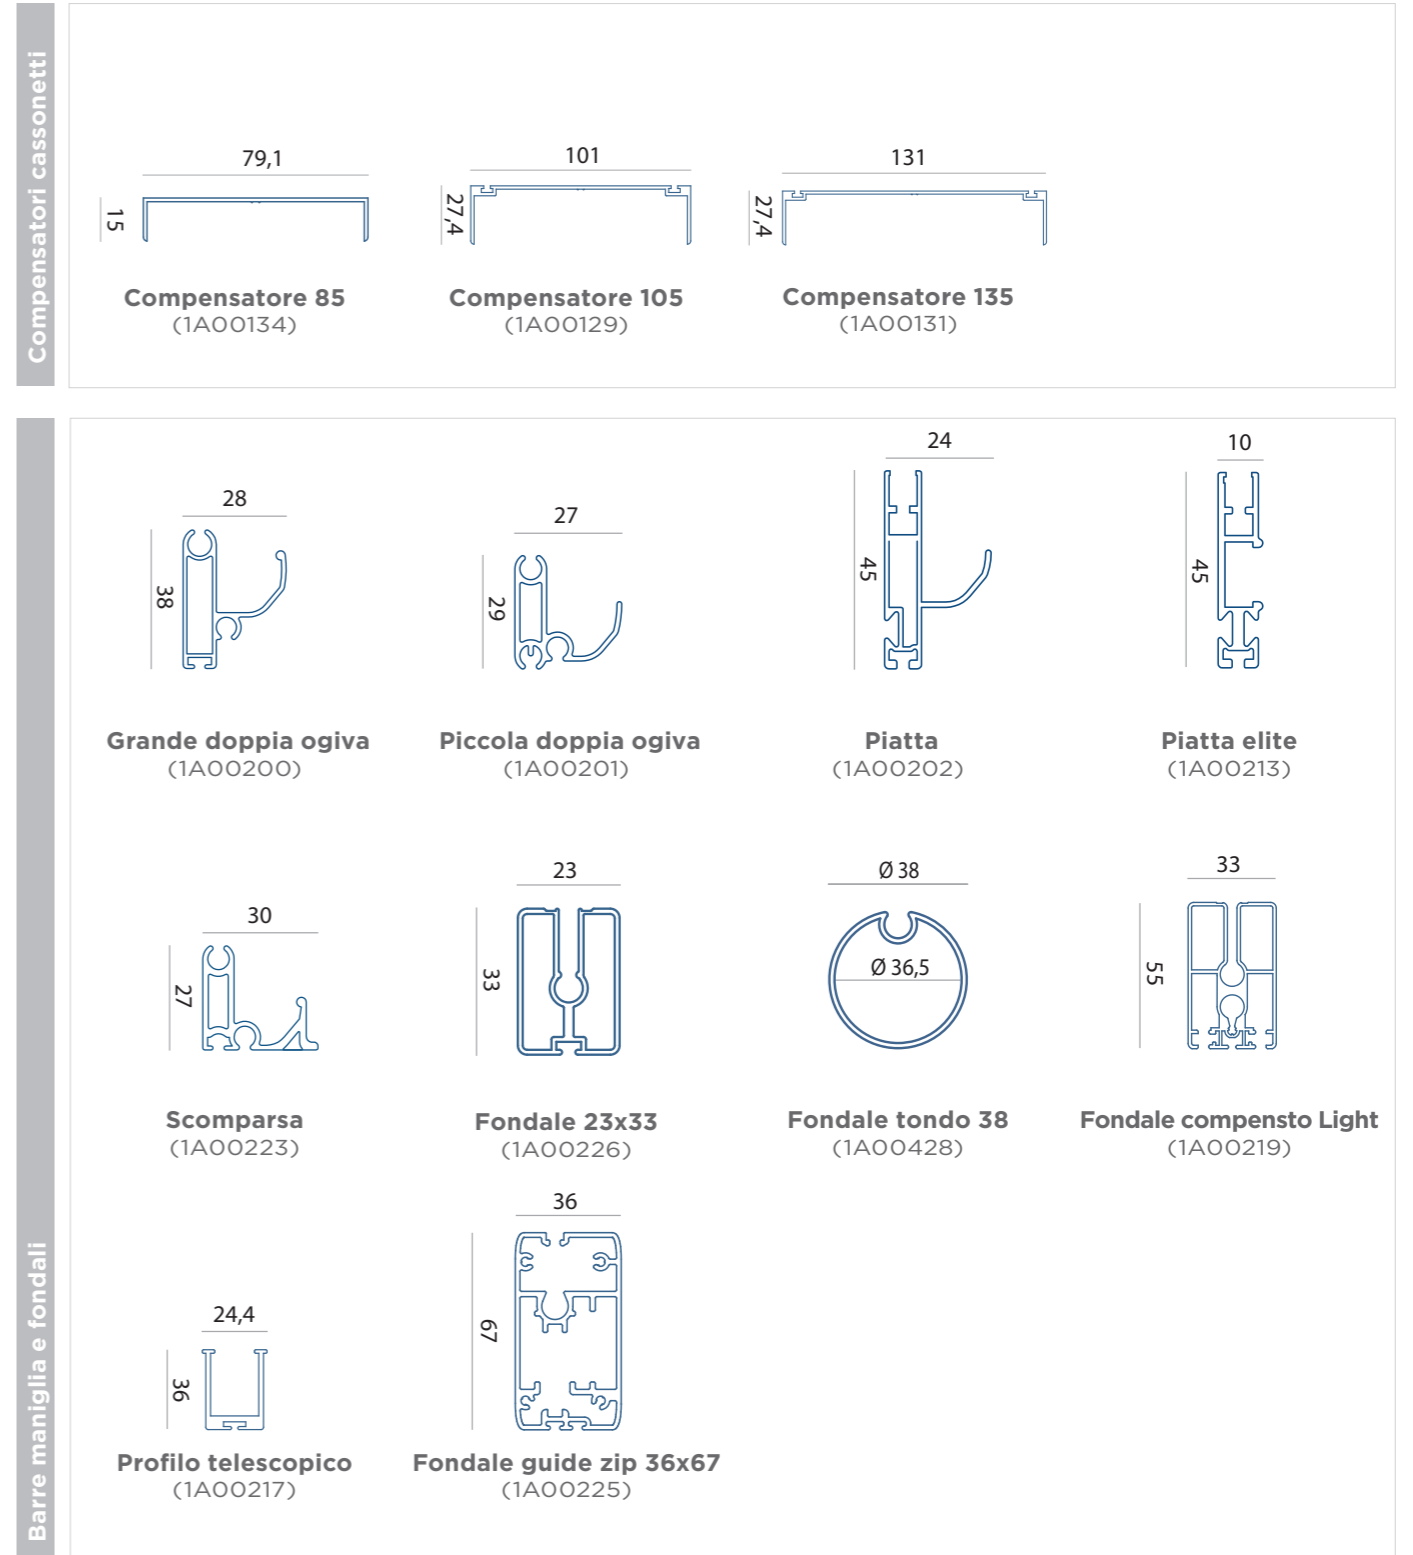 Compensatori cassonetti
79,1
15
Compensatore 85
(1A00134)
101
27,4
Compensatore 105
(1A00129)
131
27,4
Compensatore 135
(1A00131)
Barre maniglia e fondali
28
38
Grande doppia ogiva
(1A00200)
27
29
Piccola doppia ogiva
(1A00201)
24
45
Piatta
(1A00202)
10
45
Piatta elite
(1A00213)
30
27
Scomparsa
(1A00223)
23
33
Fondale 23x33
(1A00226)
Ø 38
Ø 36,5
Fondale tondo 38
(1A00428)
33
55
Fondale compensto Light
(1A00219)
24,4
36
Profilo telescopico
(1A00217)
36
67
Fondale guide zip 36x67
(1A00225)